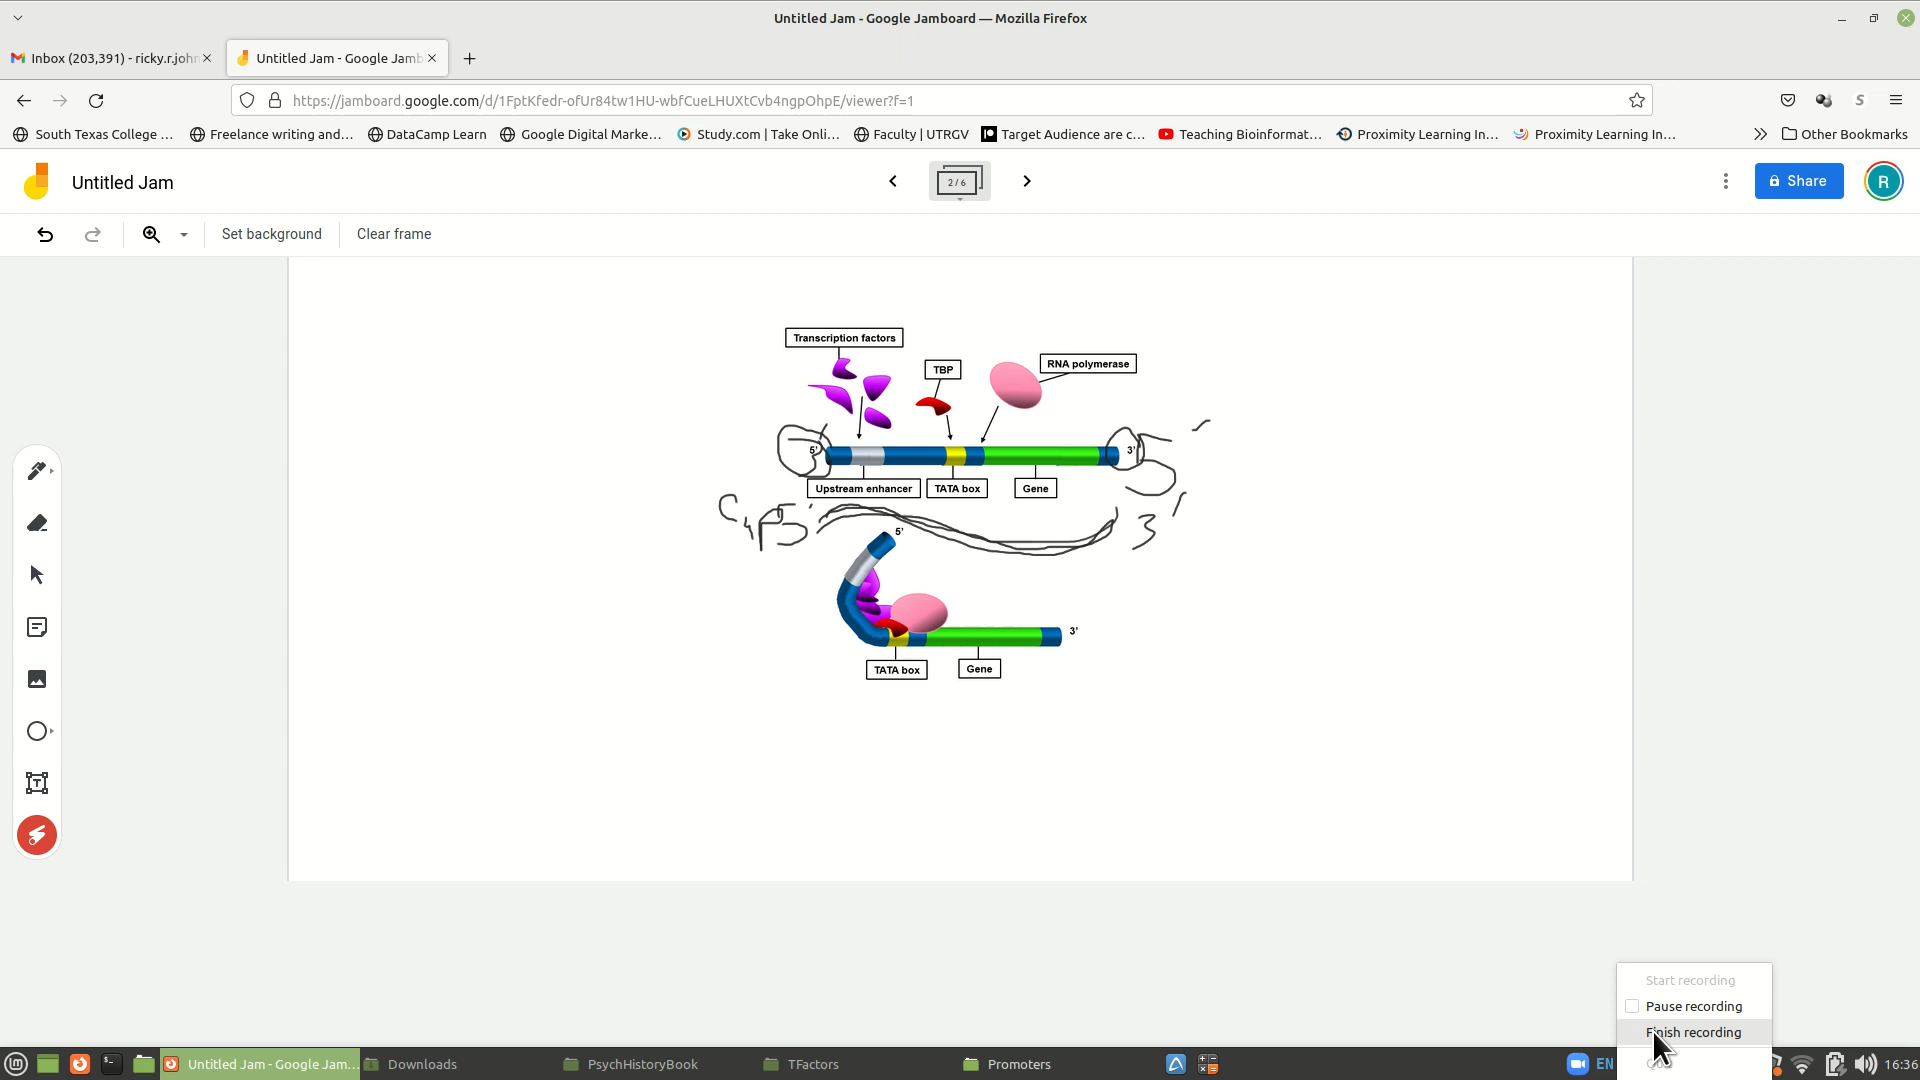 Untitled Jam - Google Jamboard — Mozilla Firefox
Inbox (203,391) - ricky.r.john
Untitled Jam - Google Jamb
https://jamboard.google.com/d/1FptKfedr-ofUr84tw1HU-wbfCueLHUXtCvb4ngpOhpE/viewer?f=1
South Texas College ... Freelance writing and... DataCamp Learn Google Digital Marke... Study.com | Take Onli... Faculty | UTRGV Target Audience are c... Teaching Bioinformat... Proximity Learning In... Proximity Learning In... Other Bookmarks
Untitled Jam
2 / 6
Share
R
Set background Clear frame
Transcription factors
TBP
RNA polymerase
5'
3'
5'
3'
Upstream enhancer
TATA box
Gene
5'
3'
5'
3'
TATA box
Gene
Start recording
Pause recording
Finish recording
Untitled Jam - Google Jam...
Downloads
PsychHistoryBook
TFactors
Promoters
EN
16:36